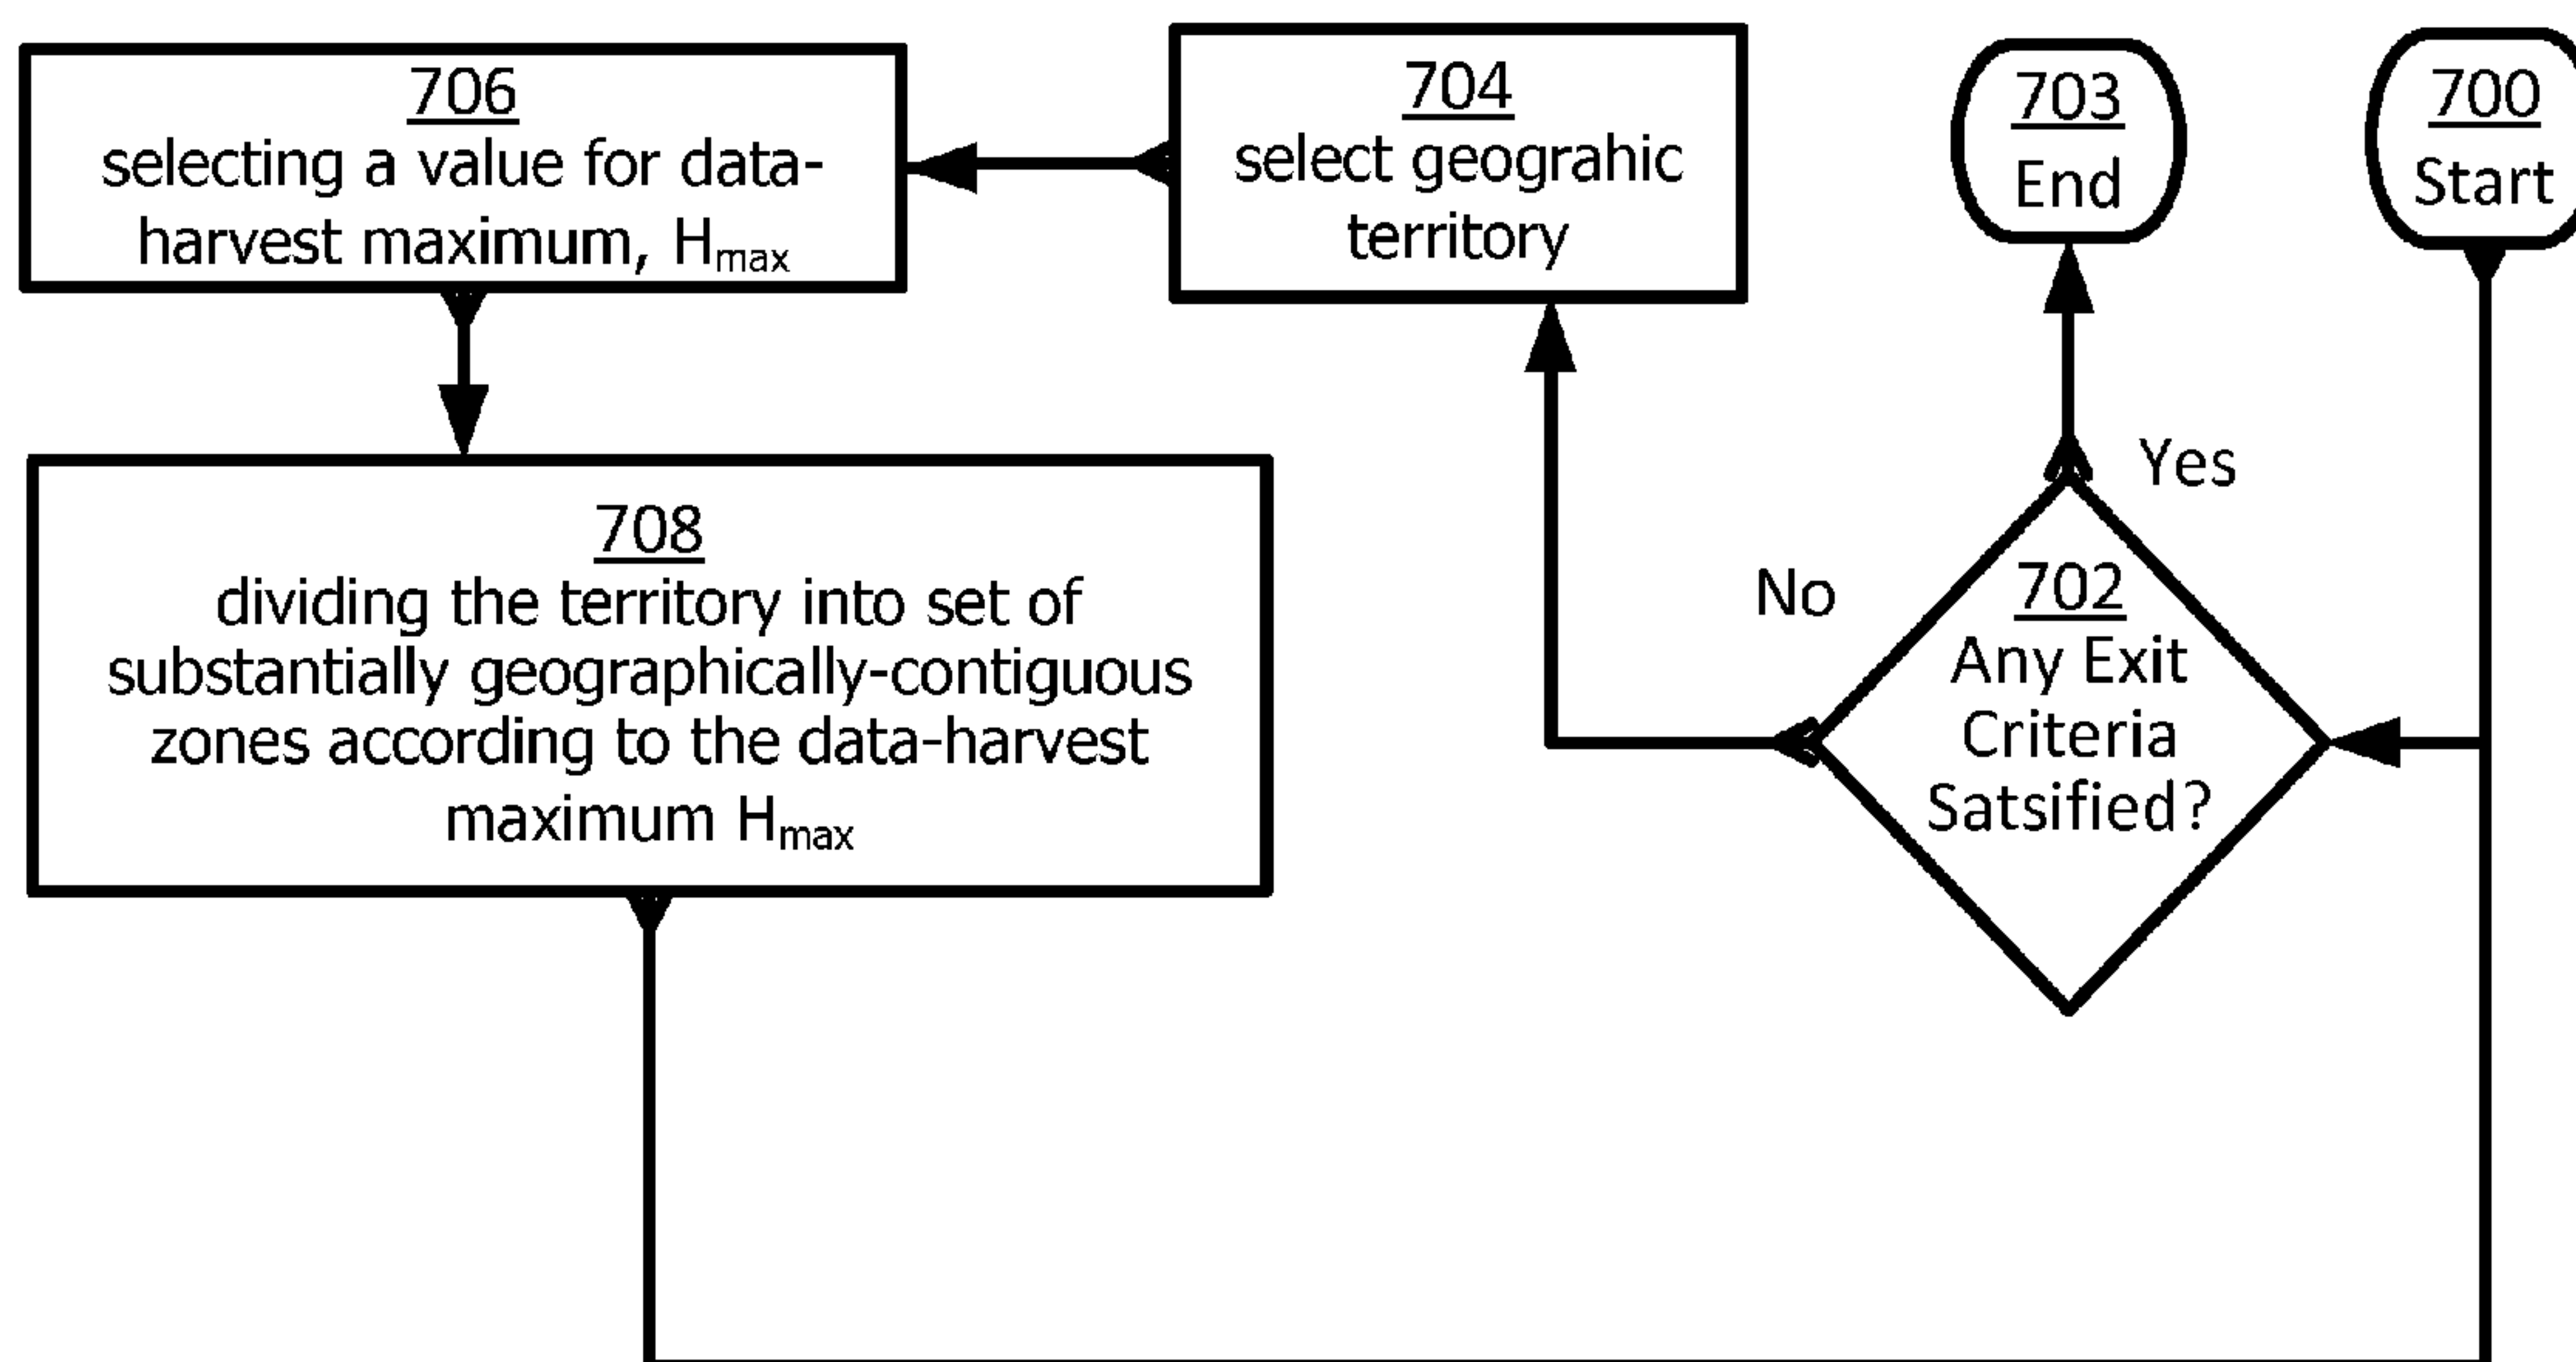 706
selecting a value for data-
harvest maximum, Hmax
704
select geograhic
territory
703
End
700
Start
Yes
No
708
dividing the territory into set of
substantially geographically-contiguous
zones according to the data-harvest
maximum Hmax
702
Any Exit
Criteria
Satsified?